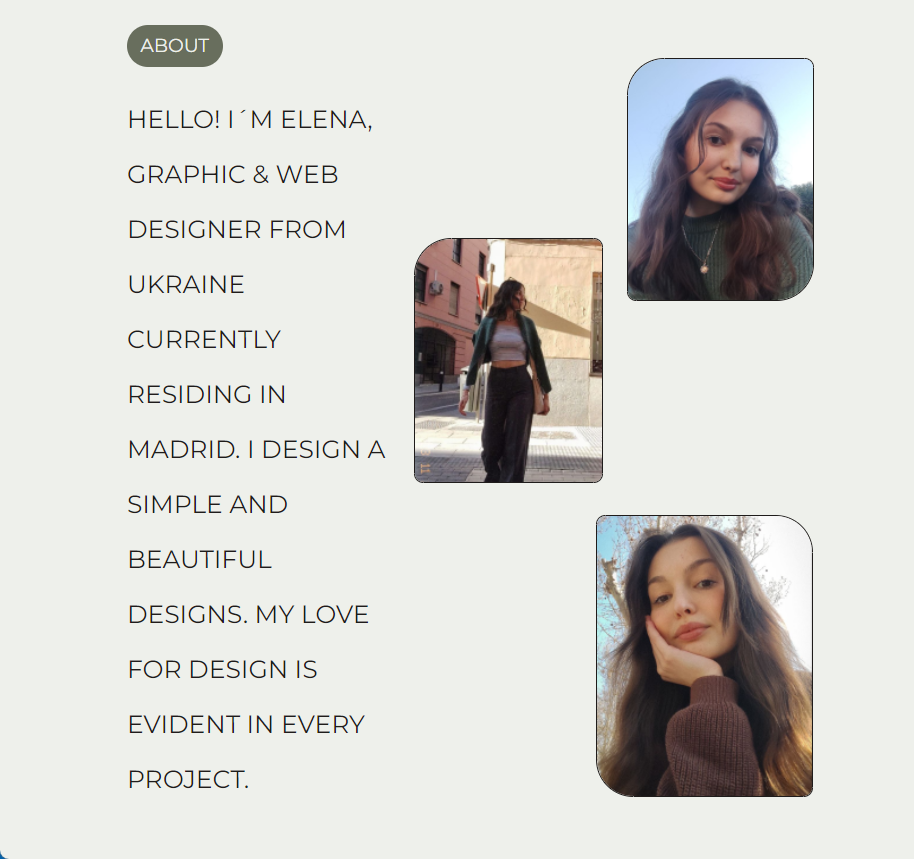 ABOUT
HELLO! I´M ELENA,
GRAPHIC & WEB
DESIGNER FROM
UKRAINE
CURRENTLY
RESIDING IN
MADRID. I DESIGN A
SIMPLE AND
BEAUTIFUL
DESIGNS. MY LOVE
FOR DESIGN IS
EVIDENT IN EVERY
PROJECT.